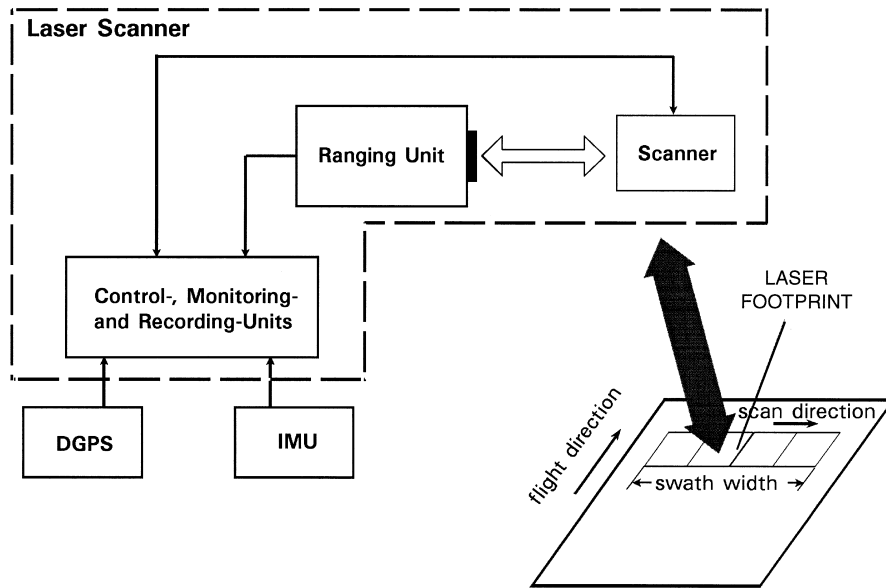 Laser Scanner
Ranging Unit
Scanner
Control-, Monitoring-
and Recording-Units
DGPS
IMU
LASER
FOOTPRINT
scan direction
flight direction
swath width